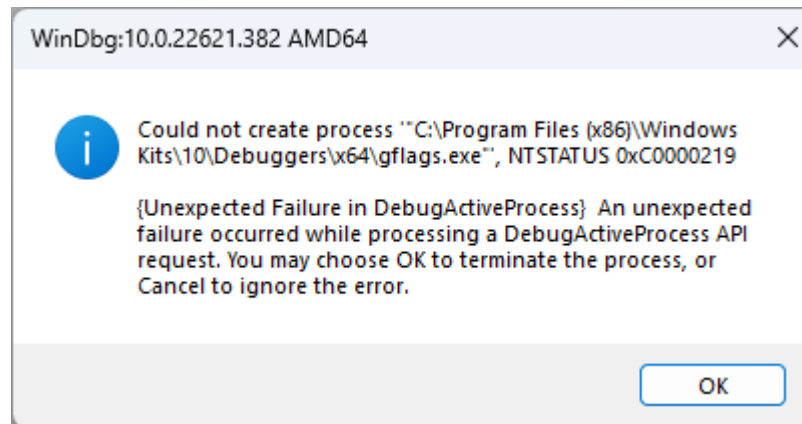 WinDbg:10.0.22621.382 AMD64
Could not create process '"C:\Program Files (x86)\Windows
Kits\10\Debuggers\x64\gflags.exe"', NTSTATUS 0xC0000219
{Unexpected Failure in DebugActiveProcess}  An unexpected
failure occurred while processing a DebugActiveProcess API
request. You may choose OK to terminate the process, or
Cancel to ignore the error.
OK